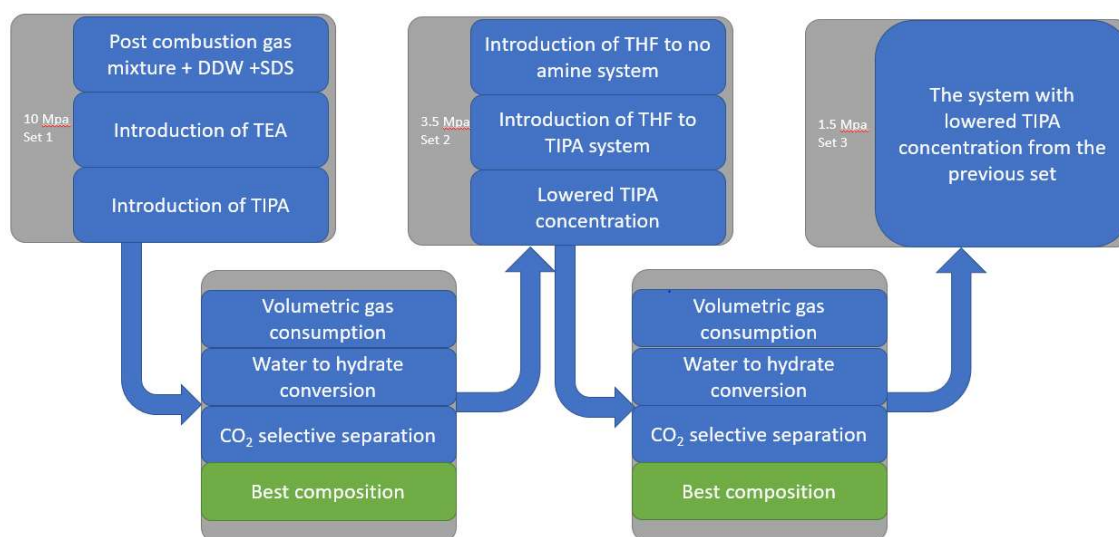 Post combustion gas
mixture + DDW +SDS
10 Mpa
Set 1
Introduction of TEA
Introduction of TIPA
Introduction of THF to no
amine system
3.5 Mpa
Set 2
Introduction of THF to
TIPA system
Lowered TIPA
concentration
1.5 Mpa
Set 3
The system with
lowered TIPA
concentration from the
previous set
Volumetric gas
consumption
Water to hydrate
conversion
CO₂ selective separation
Best composition
Volumetric gas
consumption
Water to hydrate
conversion
CO₂ selective separation
Best composition